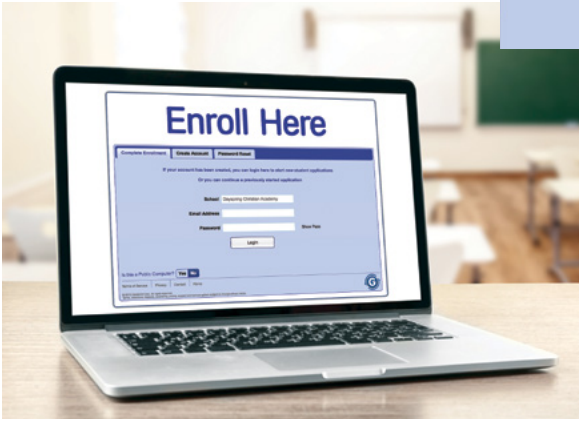 Enroll Here
Complete Enrollment Create Account Password Reset
If your account has been created, you can login here to start new student applications
Or you can continue a previously started application
School Dayspring Christian Academy
Email Address
Password Show Pass
Login
Is this a Public Computer? Yes No
Terms of Service Privacy Contact Home
G